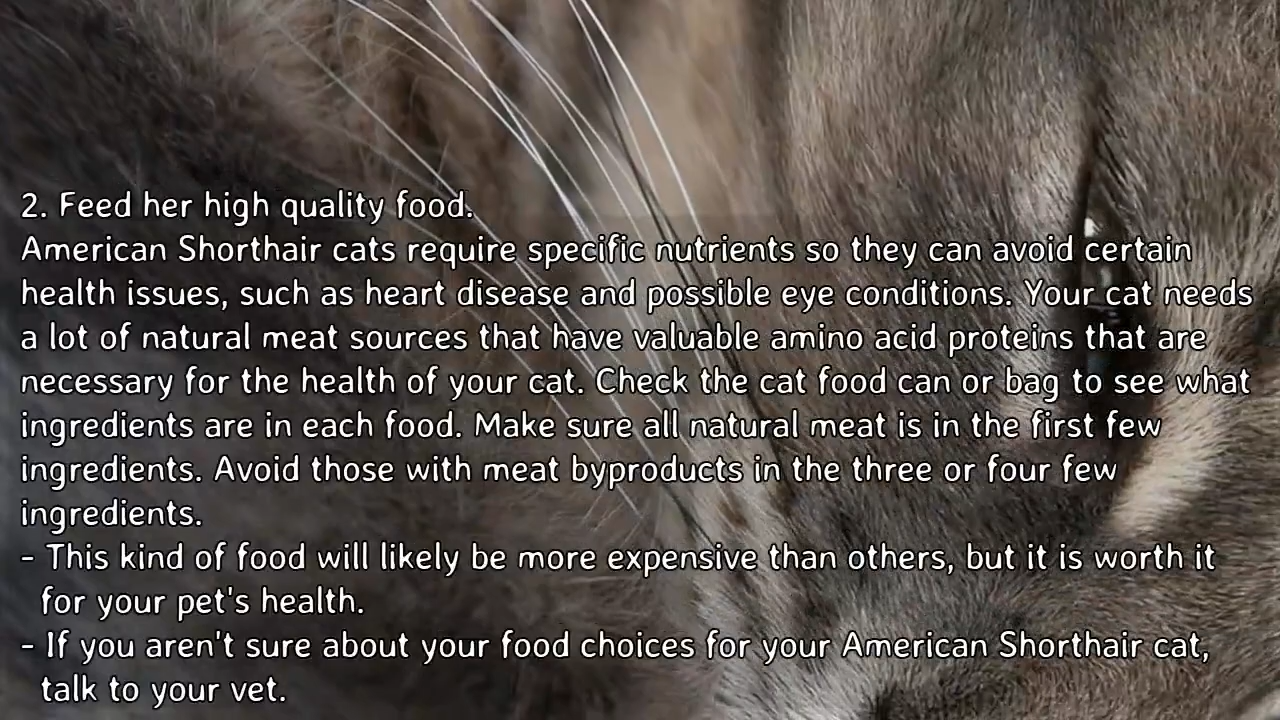 2. Feed her high quality food.
American Shorthair cats require specific nutrients so they can avoid certain
health issues, such as heart disease and possible eye conditions. Your cat needs
a lot of natural meat sources that have valuable amino acid proteins that are
necessary for the health of your cat. Check the cat food can or bag to see what
ingredients are in each food. Make sure all natural meat is in the first few
ingredients. Avoid those with meat byproducts in the three or four few
ingredients.
- This kind of food will likely be more expensive than others, but it is worth it
for your pet's health.
- If you aren't sure about your food choices for your American Shorthair cat,
talk to your vet.